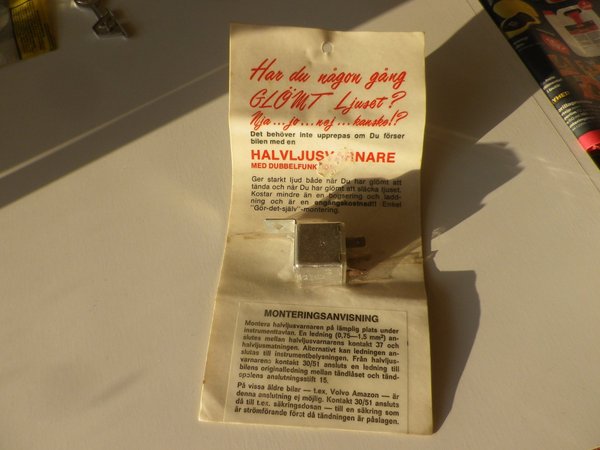 Har du någon gång
GLÖMT Ljuset?
Nja...jo...nej...kanske!?
Det behöver inte upprepas om Du förser
bilen med en
HALVLJUSVARNARE
MED DUBBELFUNK
Ger starkt ljud både när Du har glömt att
tända och när Du har glömt att släcka ljuset.
Kostar mindre än en bogsering och ladd-
ning och är en engångskostnad!! Enkel
"Gör-det-själv"-montering.
MONTERINGSANVISNING
Montera halvljusvarnaren på lämplig plats under
instrumenttavlan. En ledning (0,75—1,5 mm²) an-
slutes mellan halvljusvarnarens kontakt 37 och
halvljusmatningen. Alternativt kan ledningen an-
slutas till instrumentbelysningen. Från halvljus-
varnarens kontakt 30/51 ansluts en ledning till
bilens originalledning mellan tändlåset och tänd-
spolens anslutningsstift 15.
På vissa äldre bilar — t.ex. Volvo Amazon — är
denna anslutning ej möjlig. Kontakt 30/51 ansluts
då till t.ex. säkringsdosan — till en säkring som
är strömförande först då tändningen är påslagen.